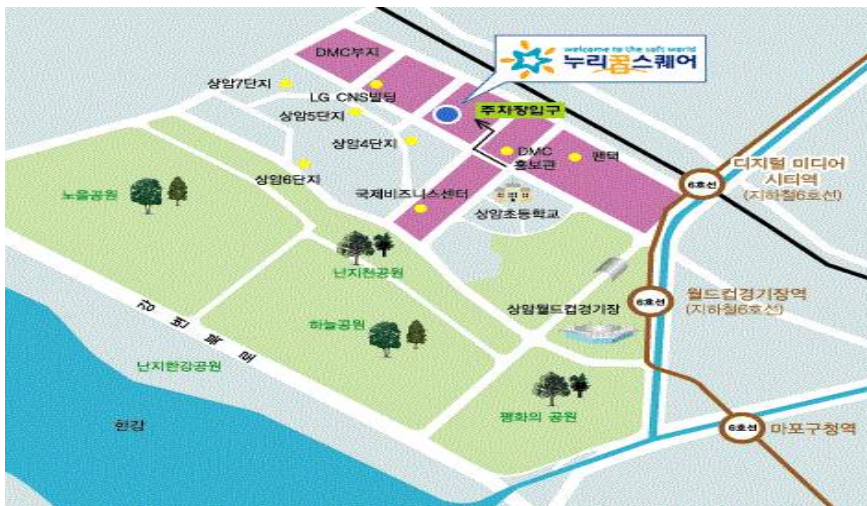 welcome to the soft world
누리꿈스퀘어
DMC부지
상암7단지
LG CNS빌딩
상암5단지
주차장입구
상암4단지
DMC
홍보관
팬택
상암6단지
국제비즈니스센터
상암초등학교
노을공원
6호선
디지털 미디어
시티역
(지하철6호선)
난지천공원
상암월드컵경기장
6호선
월드컵경기장역
(지하철6호선)
하늘공원
강변북로
난지한강공원
평화의 공원
한강
6호선
마포구청역